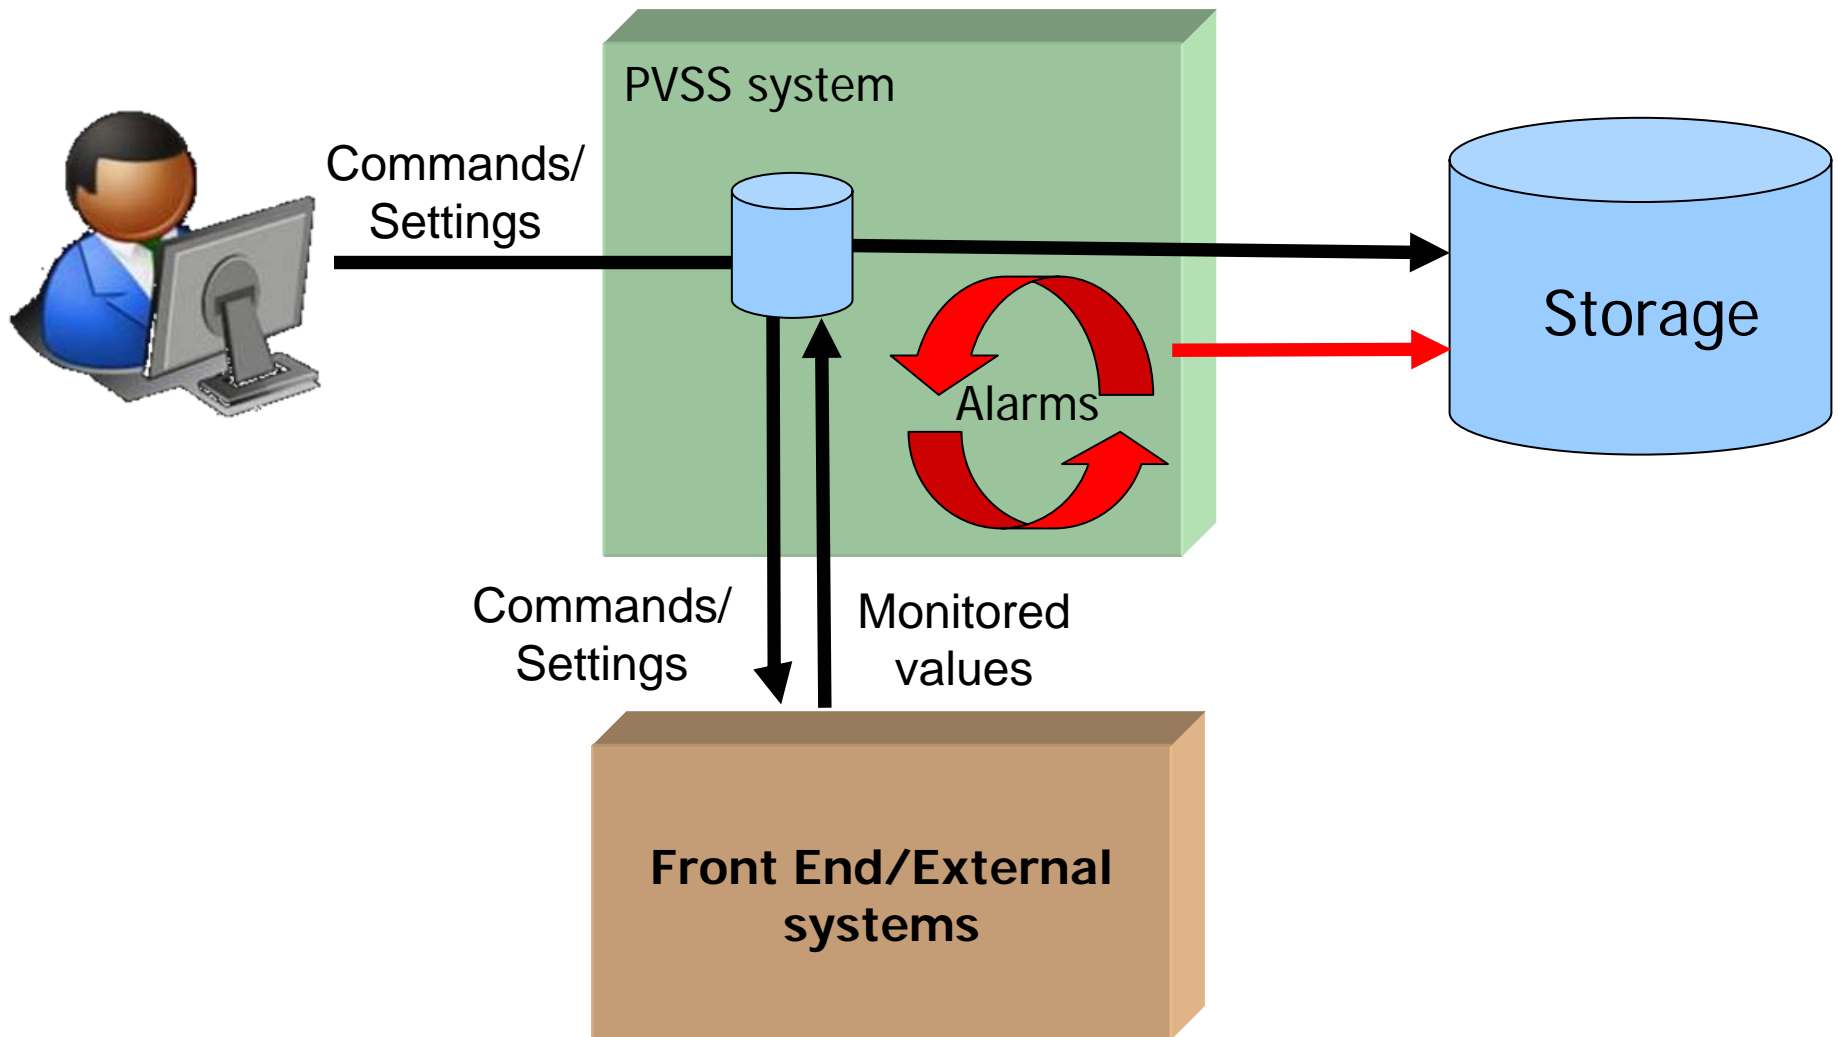 PVSS system
Commands/
Settings
Storage
Alarms
Commands/
Settings
Monitored
values
Front End/External
systems